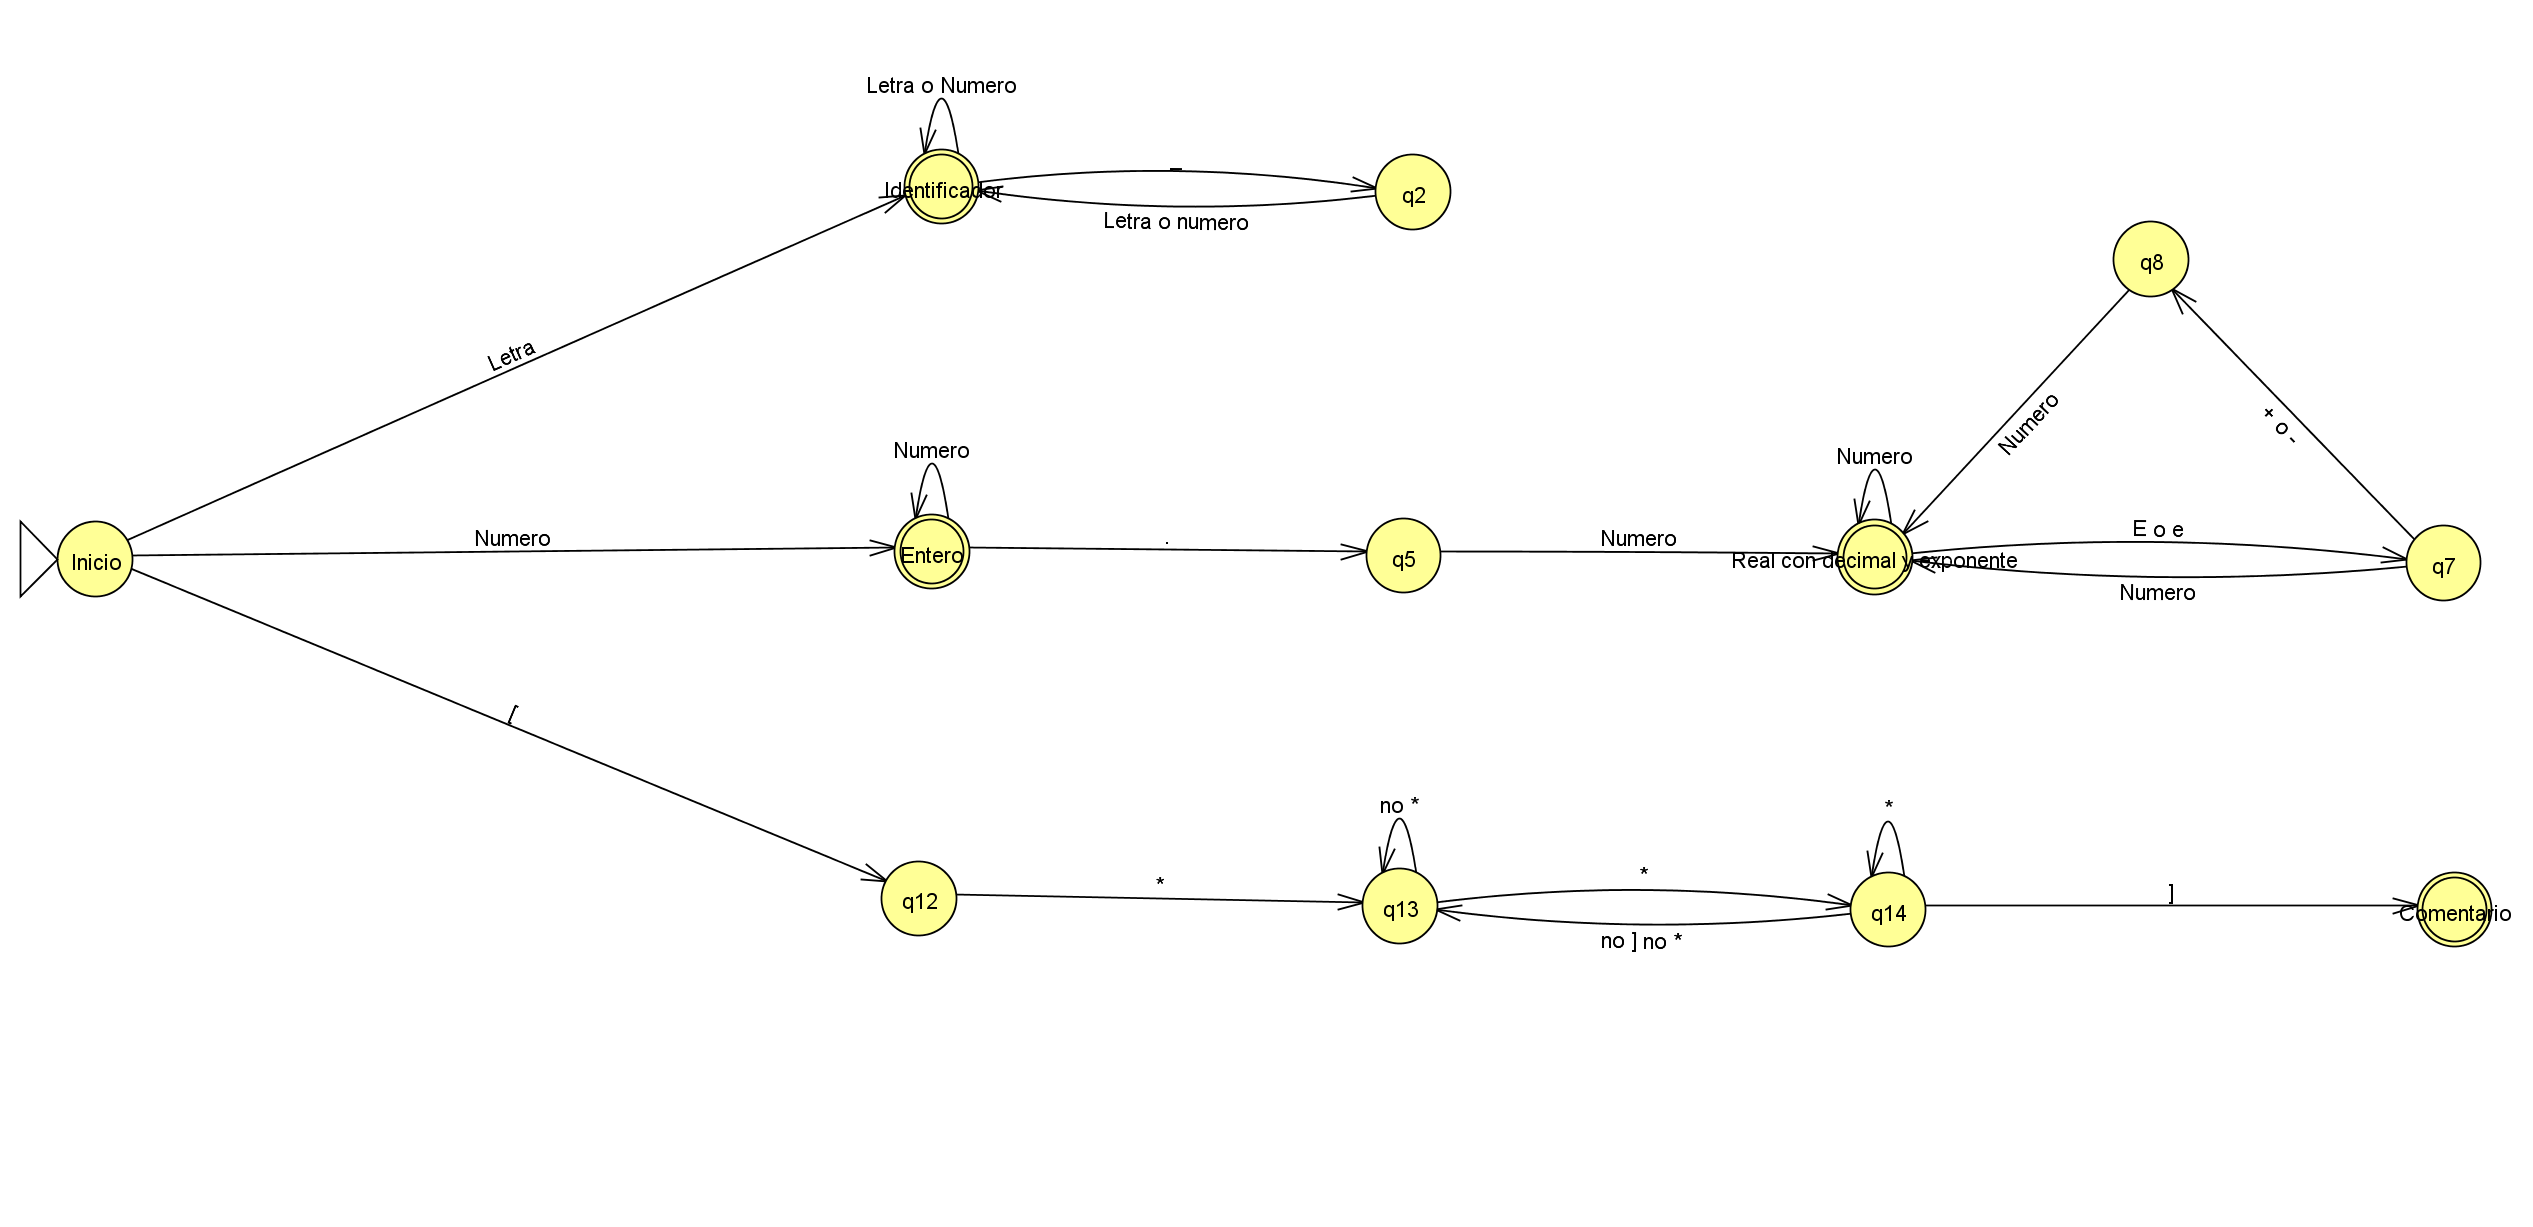 Letra o Numero
Identificador
_
q2
Letra o numero
q8
Letra
Numero
+ o -
Numero
Numero
Inicio
Numero
Entero
.
q5
Numero
Real con decimal y exponente
E o e
q7
Numero
[
no *
*
q12
*
q13
*
no ] no *
q14
]
Comentario